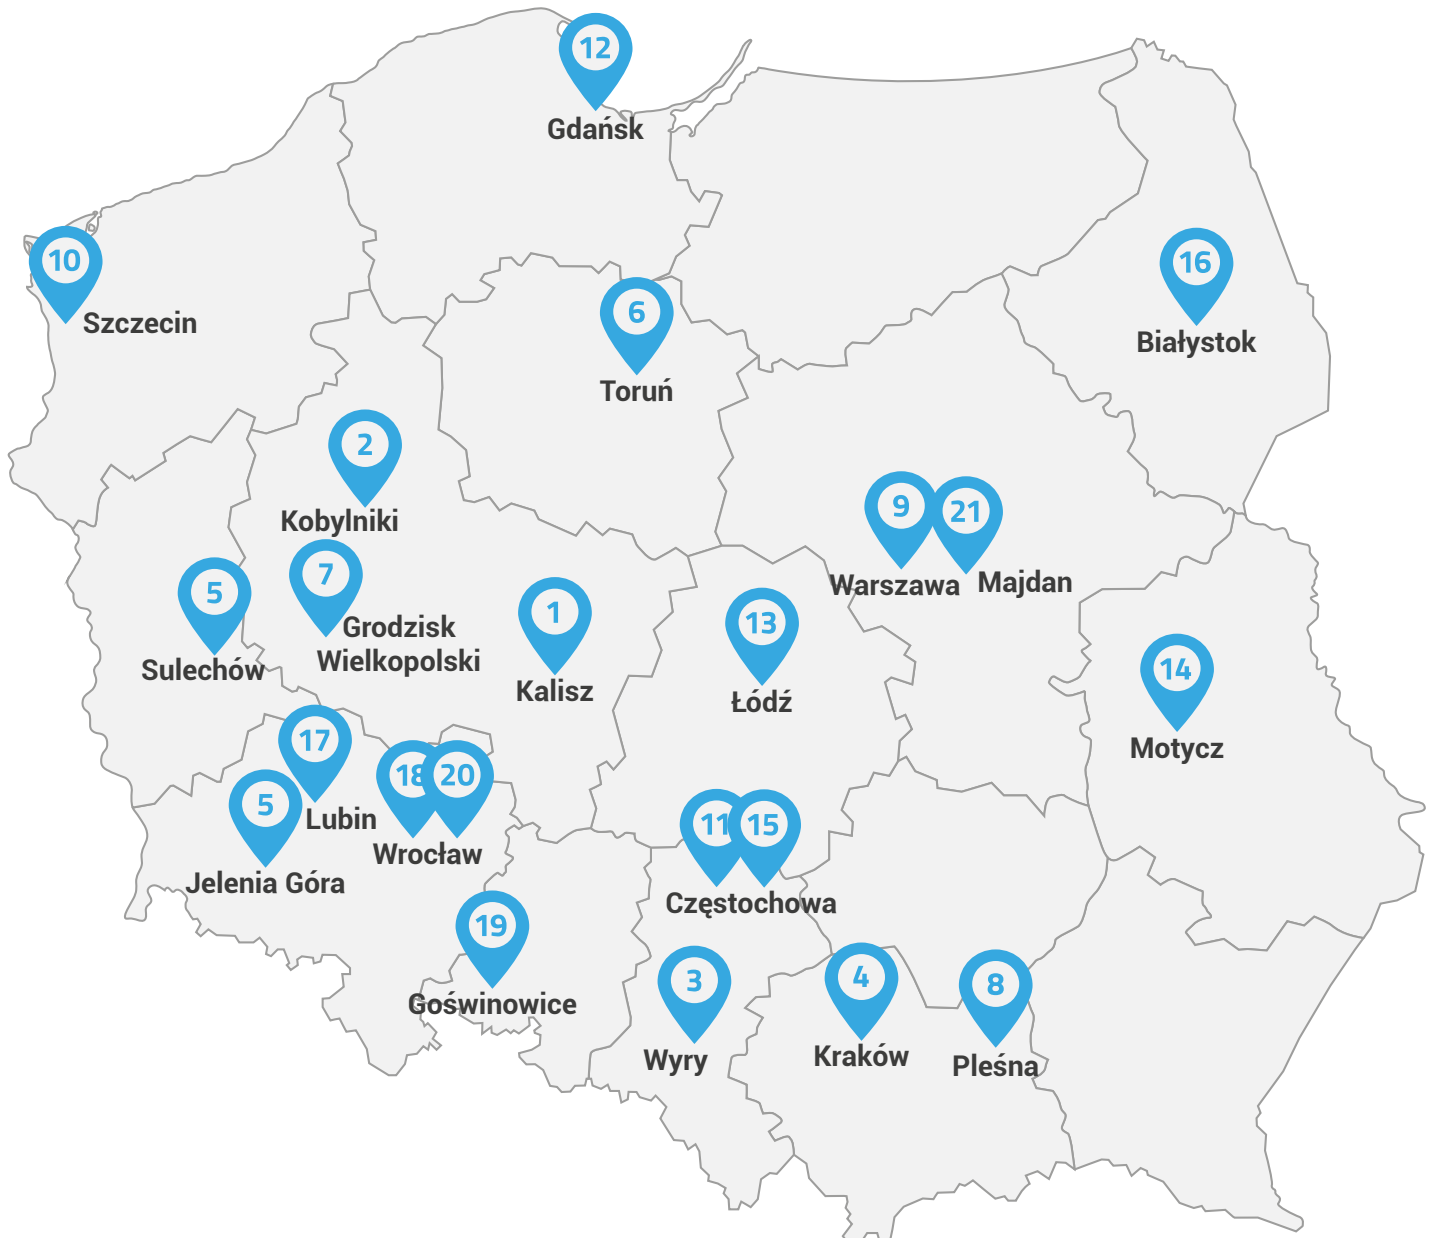 12
Gdańsk
10
Szczecin
16
Białystok
6
Toruń
2
Kobylniki
9
21
Warszawa
Majdan
7
Grodzisk
Wielkopolski
5
Sulechów
1
Kalisz
13
Łódź
14
Motycz
17
Lubin
18
20
Wrocław
5
Jelenia Góra
11
15
Częstochowa
19
Goświnowice
3
Wyry
4
Kraków
8
Pleśna